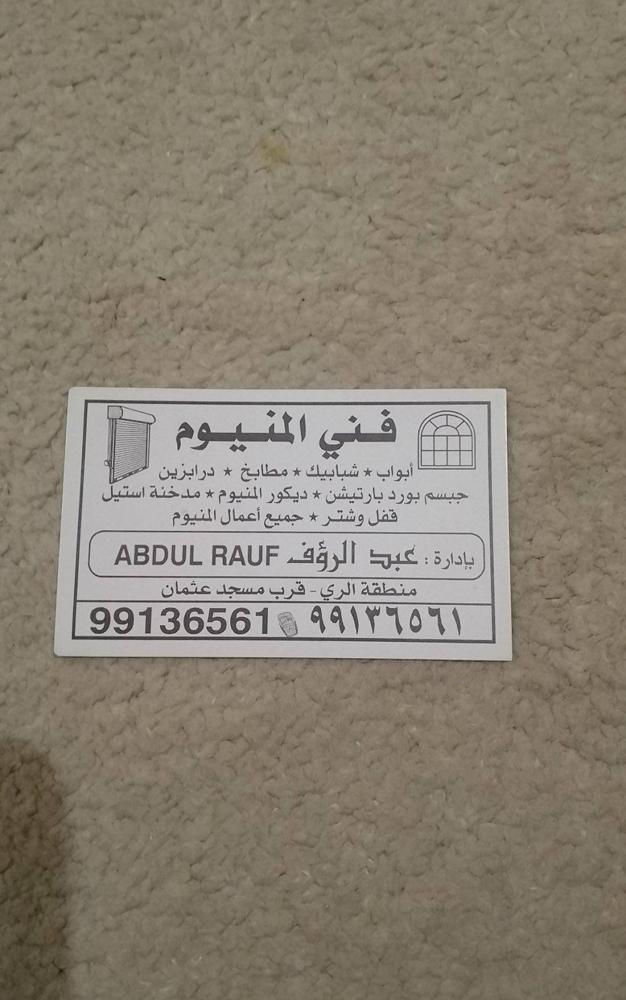 فني المنيوم
أبواب ★ شبابيك ★ مطابخ ★ درابزين
جبسم بورد بارتيشن ★ ديكور المنيوم ★ مدخنة استيل
قفل وشتر ★ جميع أعمال المنيوم
بإدارة : عبد الرؤف ABDUL RAUF
منطقة الري - قرب مسجد عثمان
99136561 ٩٩١٣٦٥٦١